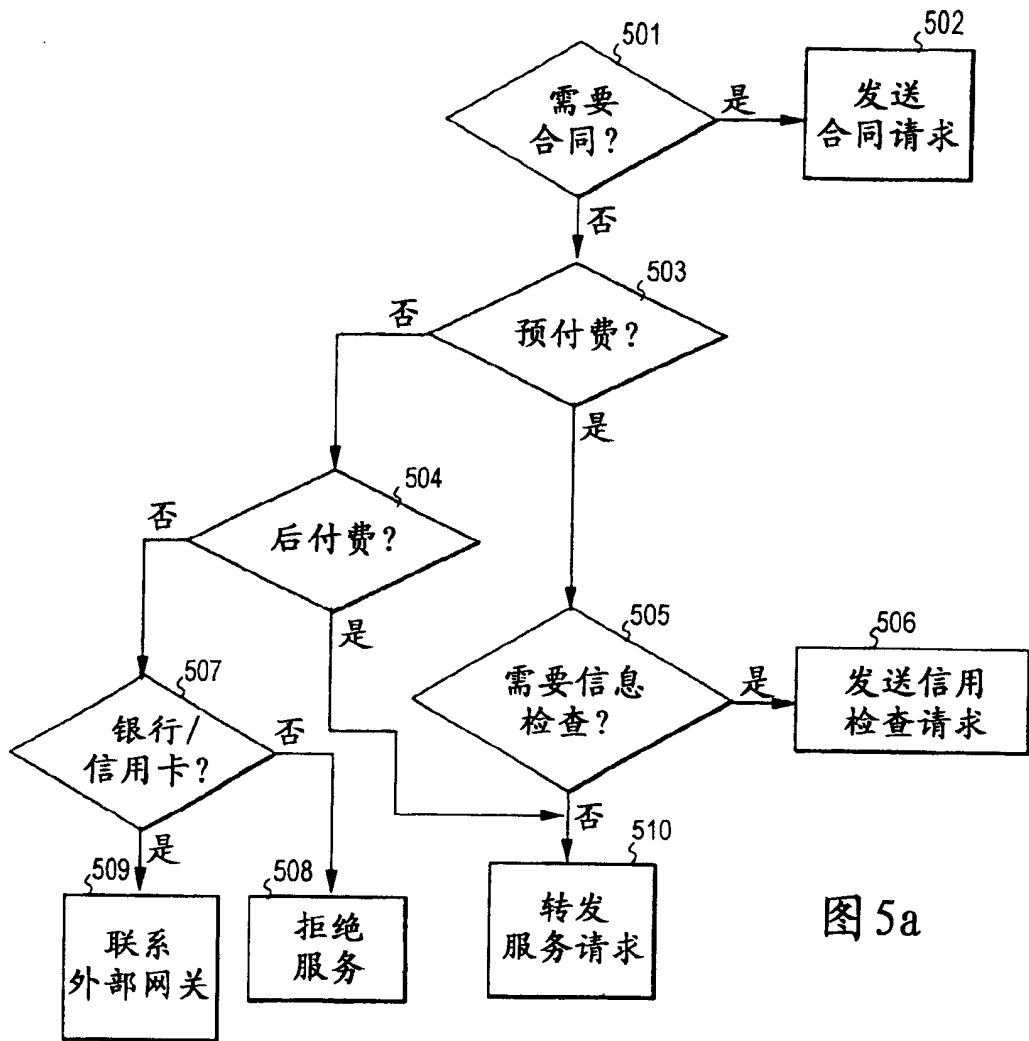 501
需要
合同?
是
502
发送
合同请求
否
503
预付费?
否
是
504
后付费?
否
是
505
需要信息
检查?
是
506
发送信用
检查请求
507
银行/
信用卡?
否
是
否
509
联系
外部网关
508
拒绝
服务
510
转发
服务请求
图5a